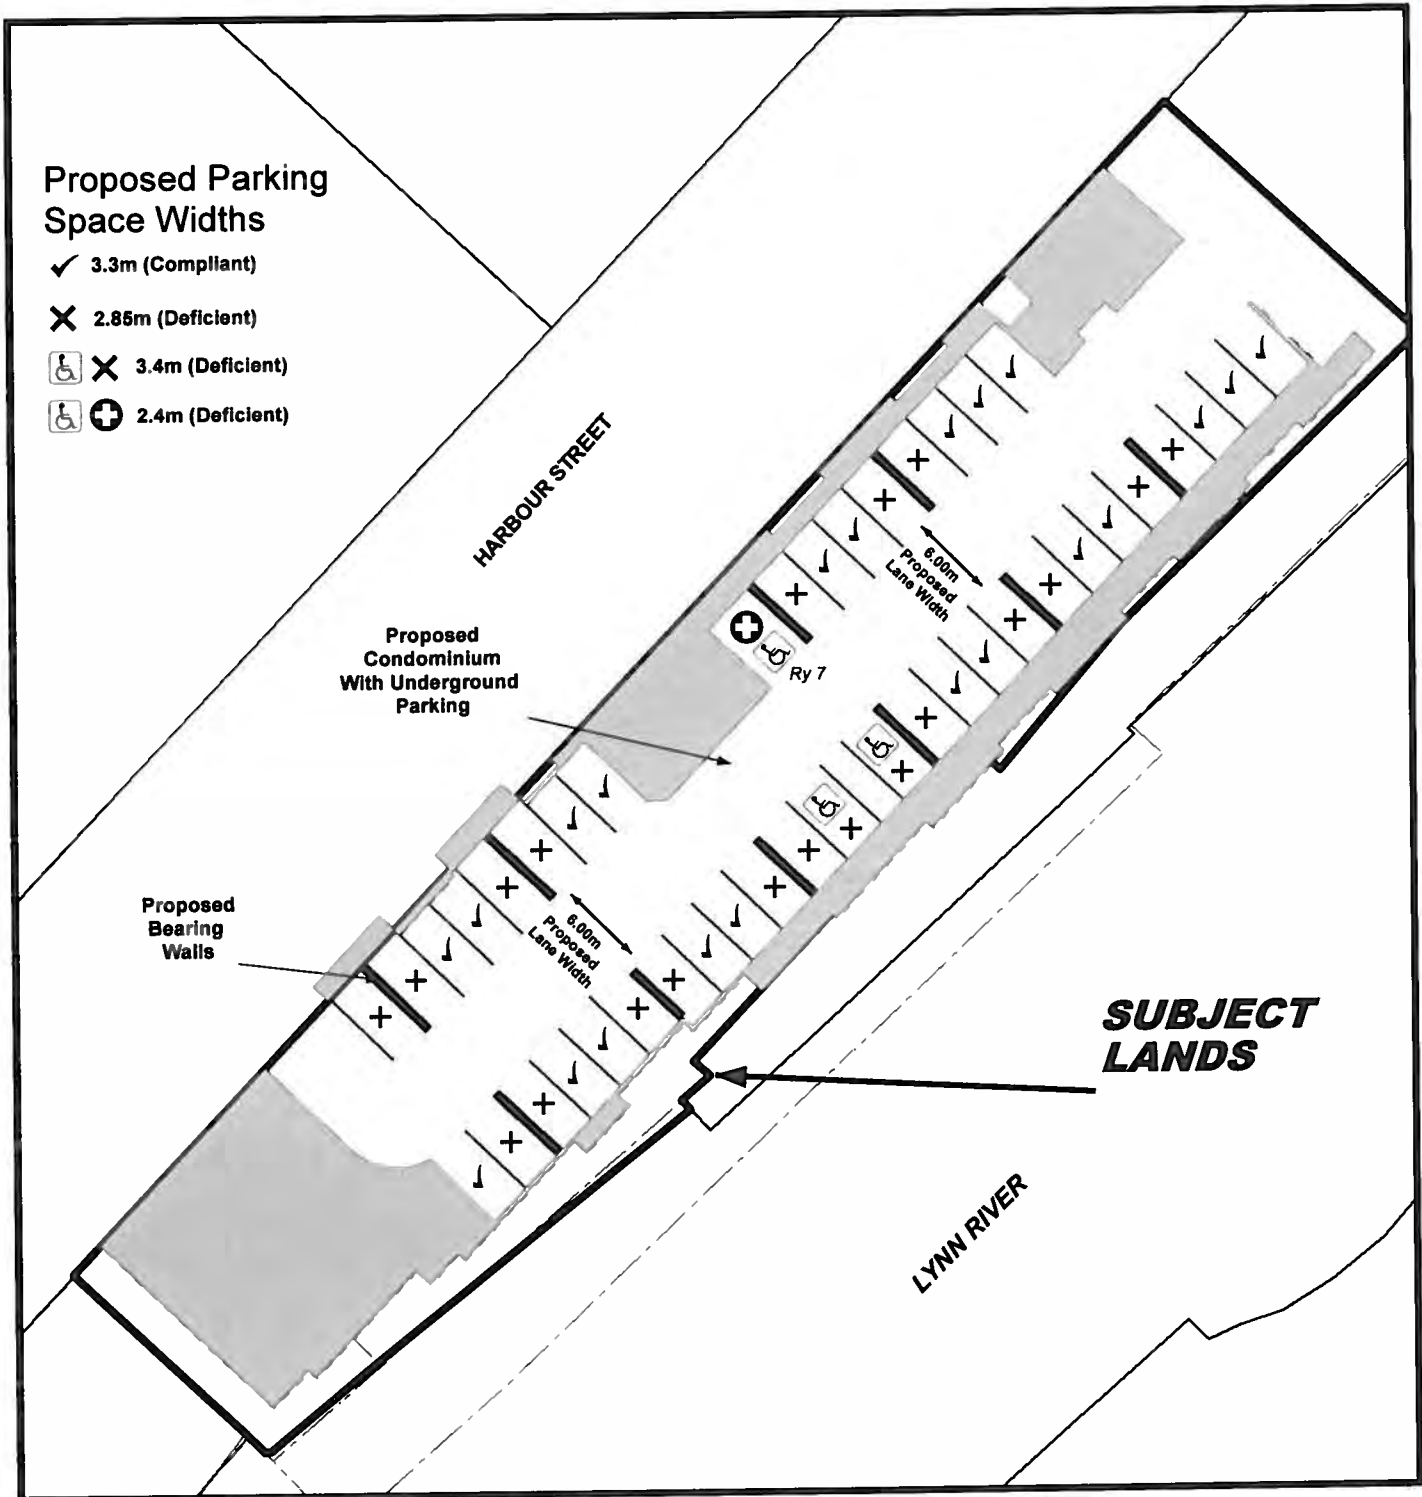 Proposed Parking
Space Widths
3.3m (Compliant)
2.85m (Deficient)
3.4m (Deficient)
2.4m (Deficient)
HARBOUR STREET
6.00m
Proposed
Lane Width
Proposed
Condominium
With Underground
Parking
Ry 7
Proposed
Bearing
Walls
6.00m
Proposed
Lane Width
SUBJECT
LANDS
LYNN RIVER